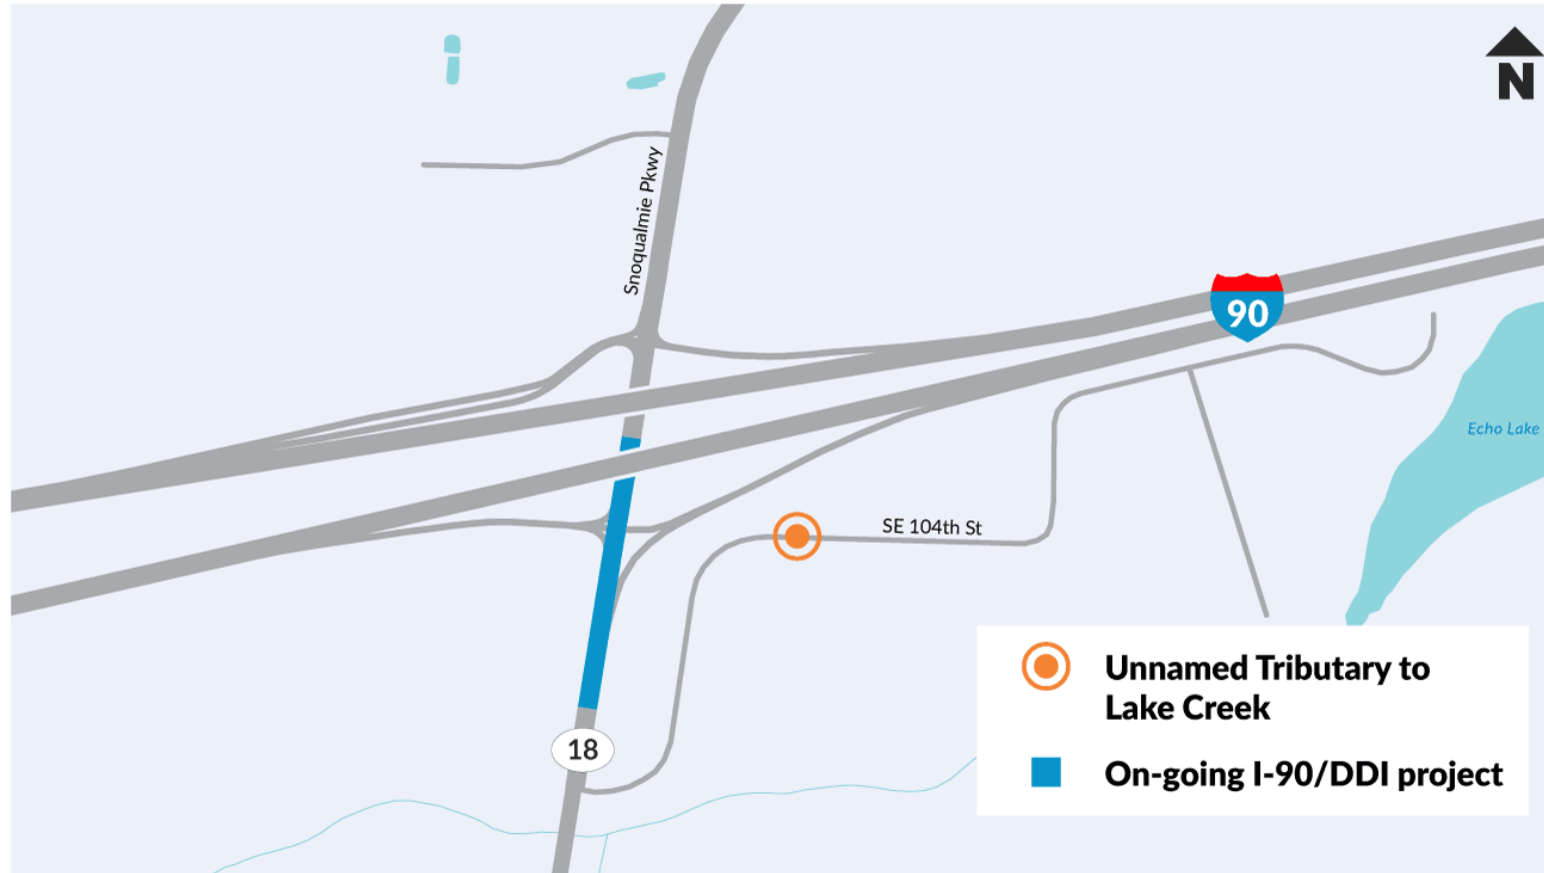 N
Snoqualmie Pkwy
90
Echo Lake
SE 104th St
Unnamed Tributary to
Lake Creek
18
On-going I-90/DDI project